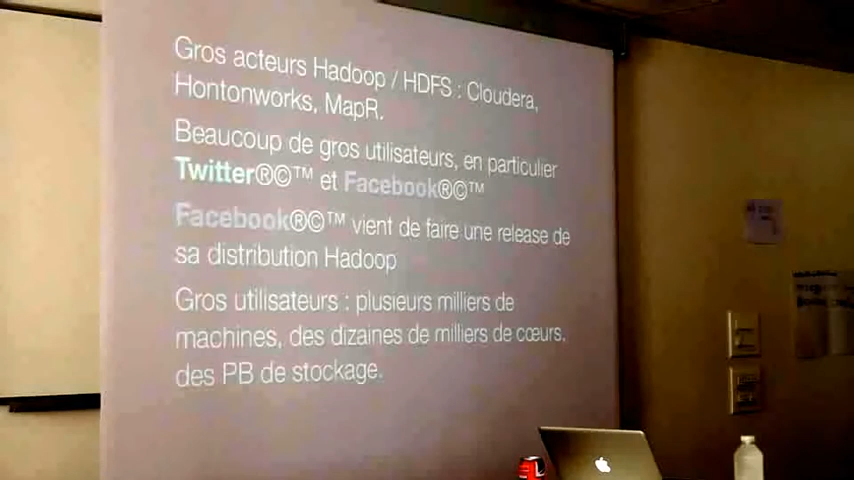 Gros acteurs Hadoop / HDFS : Cloudera,
Hontonworks, MapR.
Beaucoup de gros utilisateurs, en particulier
Twitter®©™ et Facebook®©™
Facebook®©™ vient de faire une release de
sa distribution Hadoop
Gros utilisateurs : plusieurs milliers de
machines, des dizaines de milliers de cœurs,
des PB de stockage.